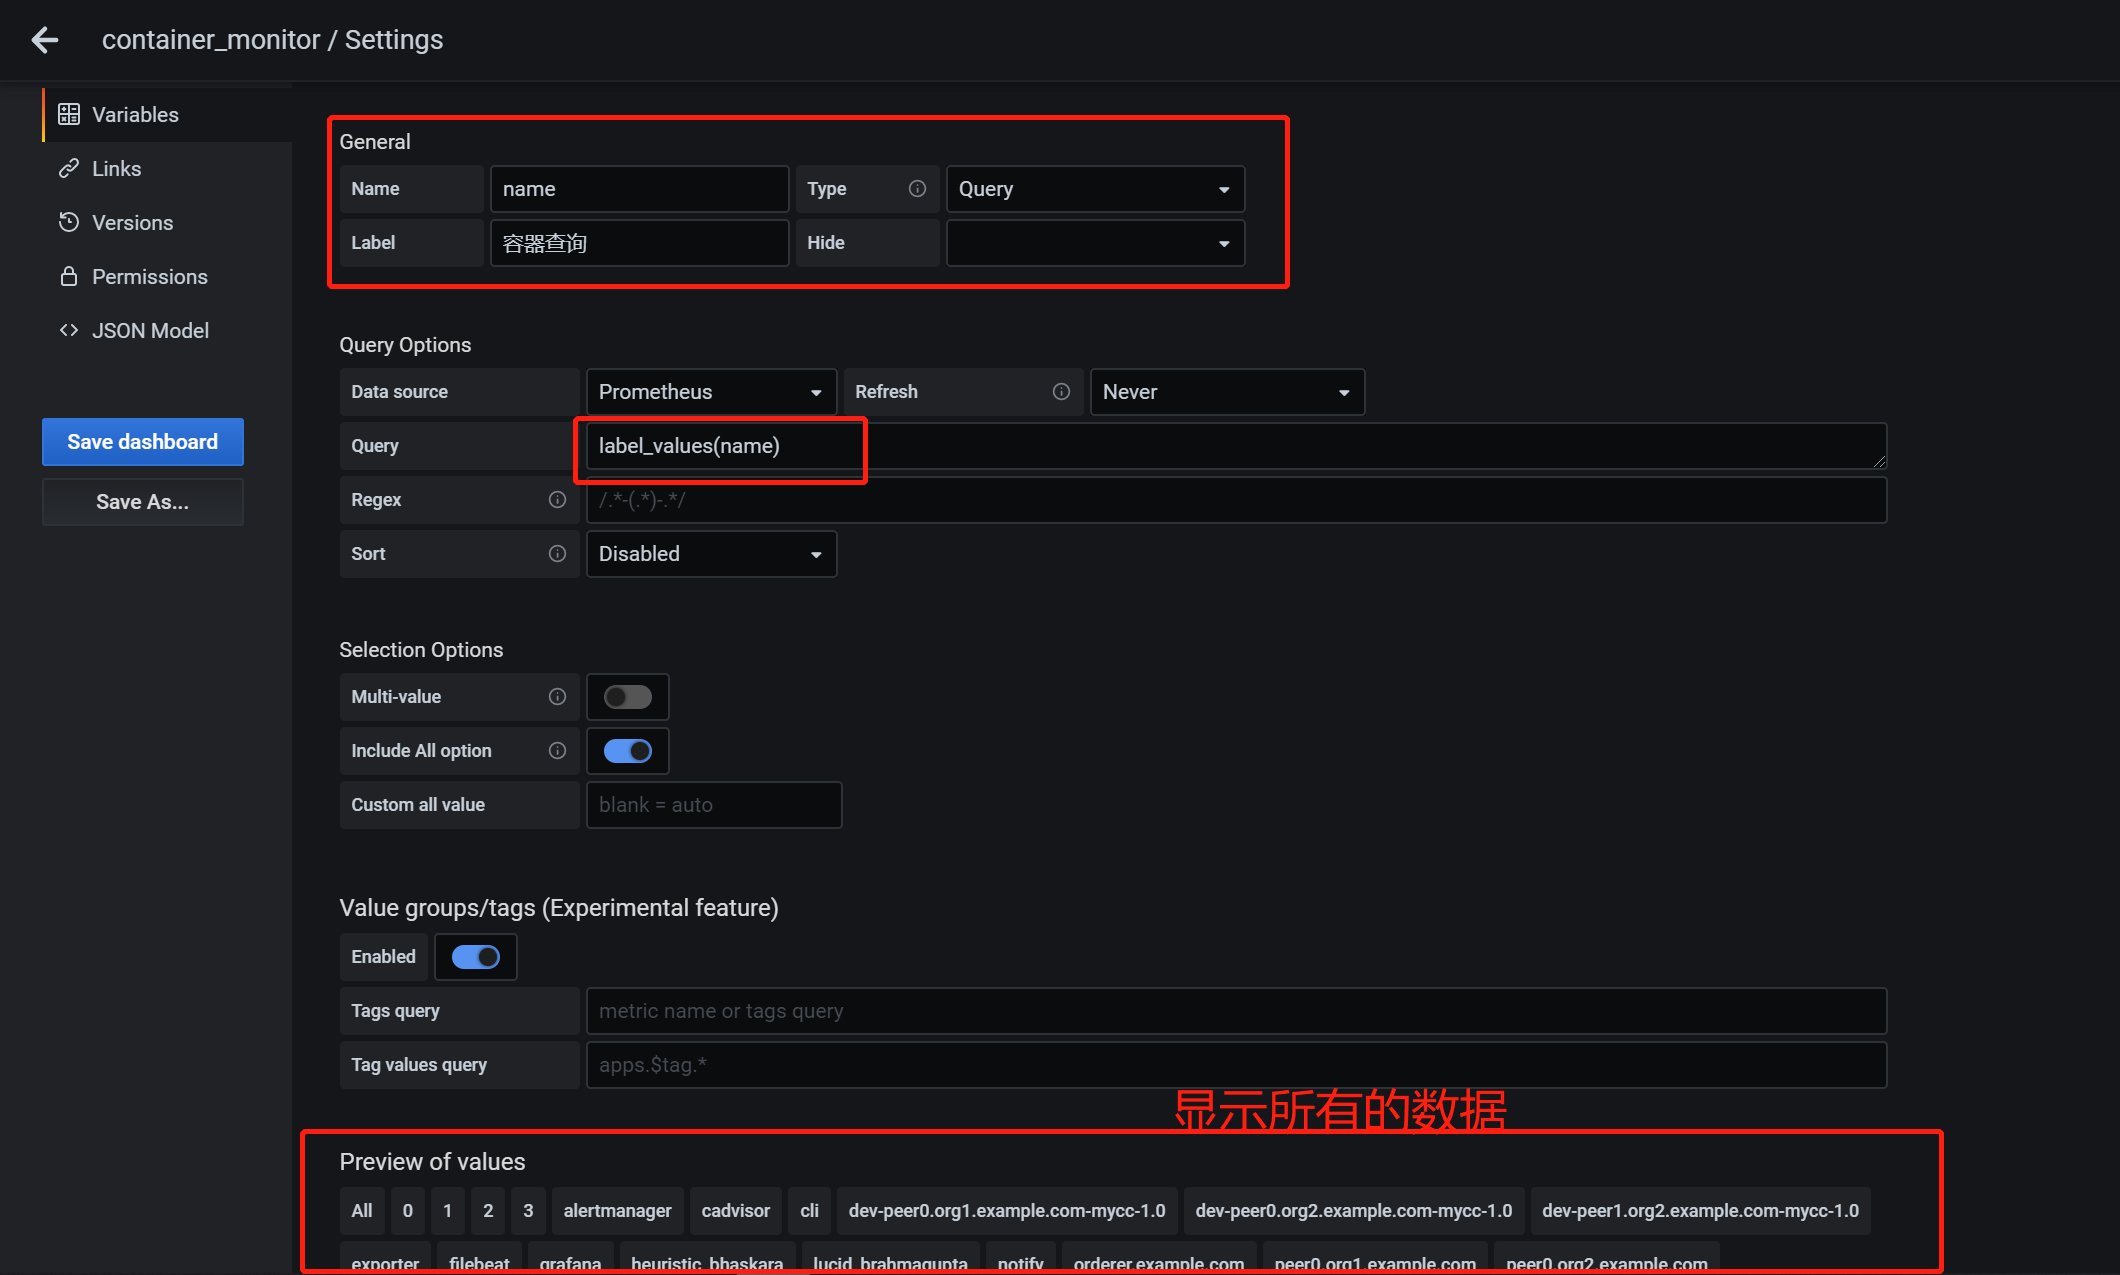 container_monitor / Settings
Variables
Links
Versions
Permissions
JSON Model
Save dashboard
Save As...
General
Name name Type Query
Label 容器查询 Hide
Query Options
Data source Prometheus Refresh Never
Query label_values(name)
Regex /.*-(.*)-.*/
Sort Disabled
Selection Options
Multi-value
Include All option
Custom all value blank = auto
Value groups/tags (Experimental feature)
Enabled
Tags query metric name or tags query
Tag values query apps.$tag.*
显示所有的数据
Preview of values
All 0 1 2 3 alertmanager cadvisor cli dev-peer0.org1.example.com-mycc-1.0 dev-peer0.org2.example.com-mycc-1.0 dev-peer1.org2.example.com-mycc-1.0
exporter filebeat grafana heuristic_bhaskara lucid_brahmagupta notify orderer.example.com peer0.org1.example.com peer0.org2.example.com